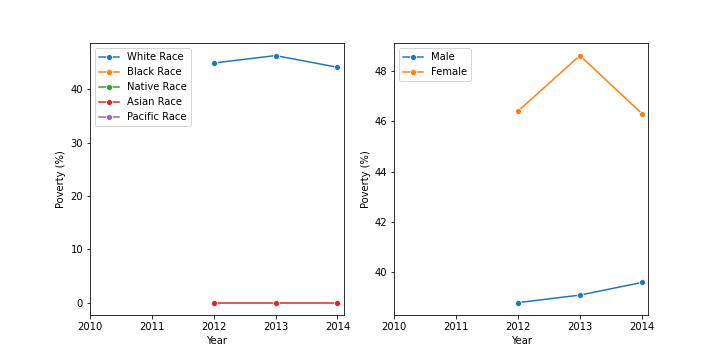 White Race
Black Race
Native Race
Asian Race
Pacific Race
Poverty (%)
40
30
20
10
0
2010 2011 2012 2013 2014
Year
Male
Female
Poverty (%)
48
46
44
42
40
2010 2011 2012 2013 2014
Year